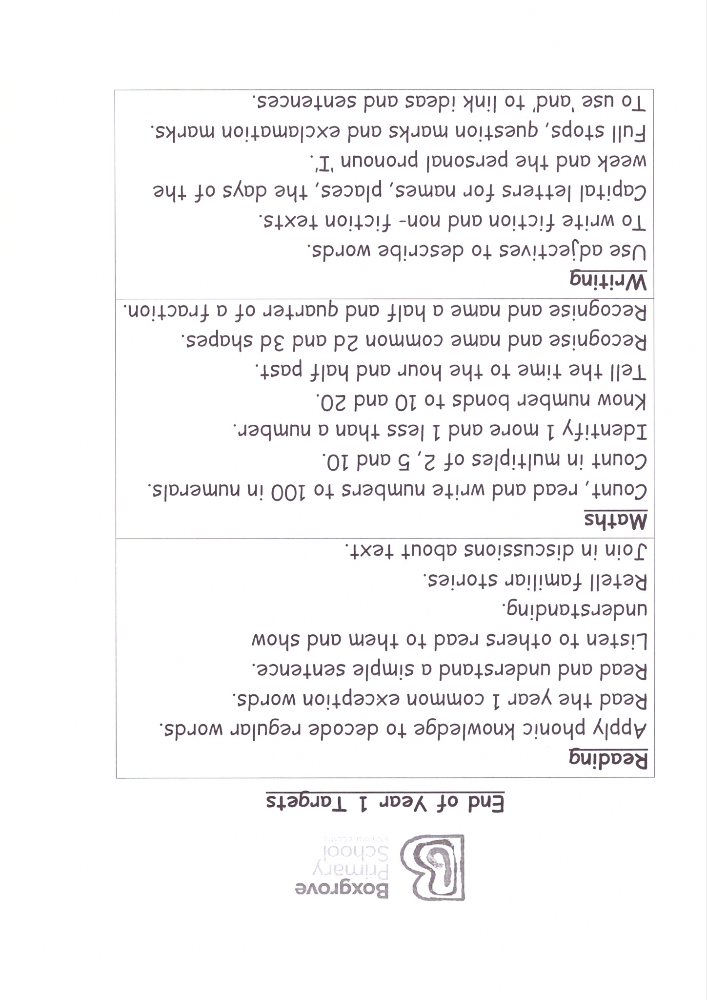 Boxgrove
Primary
School
& Children's Centre
End of Year 1 Targets
Reading
Apply phonic knowledge to decode regular words.
Read the year 1 common exception words.
Read and understand a simple sentence.
Listen to others read to them and show
understanding.
Retell familiar stories.
Join in discussions about text.
Maths
Count, read and write numbers to 100 in numerals.
Count in multiples of 2, 5 and 10.
Identify 1 more and 1 less than a number.
Know number bonds to 10 and 20.
Tell the time to the hour and half past.
Recognise and name common 2d and 3d shapes.
Recognise and name a half and quarter of a fraction.
Writing
Use adjectives to describe words.
To write fiction and non- fiction texts.
Capital letters for names, places, the days of the
week and the personal pronoun 'I'.
Full stops, question marks and exclamation marks.
To use 'and' to link ideas and sentences.